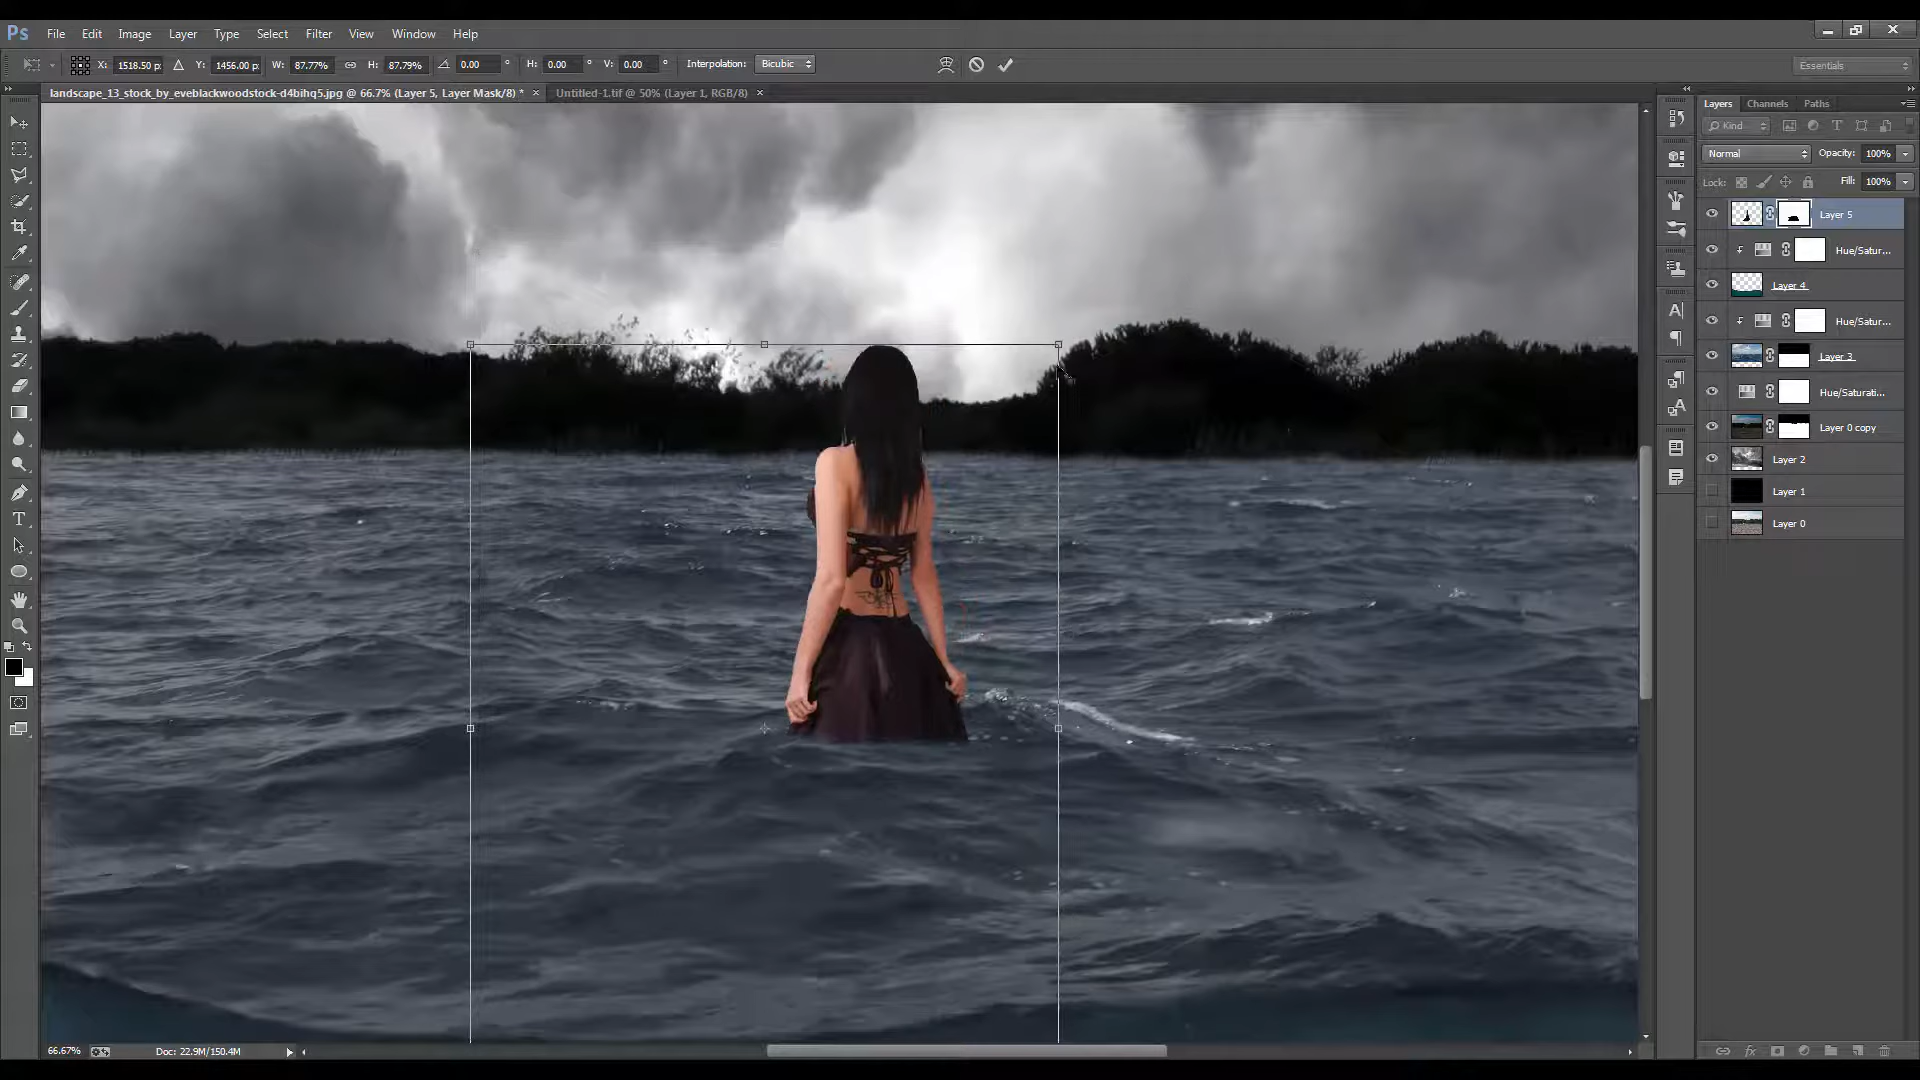 Ps File Edit Image Layer Type Select Filter View Window Help
X: 1518.50 p: Y: 1456.00 p: W: 87.77% H: 87.79% 0.00 ° H: 0.00 ° V: 0.00 ° Interpolation: Bicubic Essentials
landscape_13_stock_by_eveblackwoodstock-d4bihq5.jpg @ 66.7% (Layer 5, Layer Mask/8) * × Untitled-1.tif @ 50% (Layer 1, RGB/8) ×
Layers Channels Paths
Kind
Normal Opacity: 100%
Lock: Fill: 100%
Layer 5
Hue/Satur...
Layer 4
Hue/Satur...
Layer 3
Hue/Saturati...
Layer 0 copy
Layer 2
Layer 1
Layer 0
66.67% Doc: 22.9M/150.4M